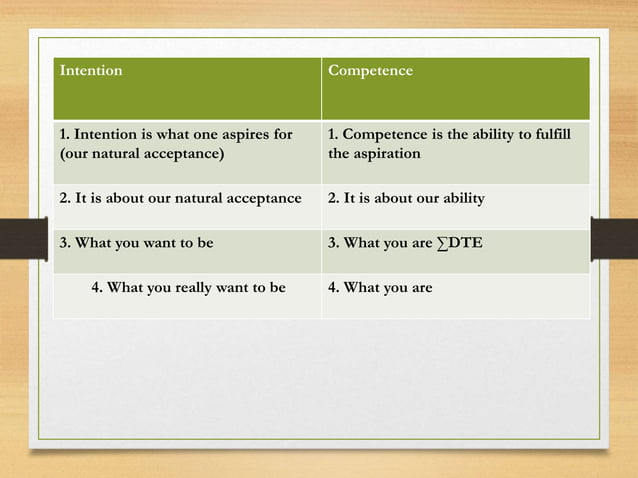 Intention
Competence
1. Intention is what one aspires for
(our natural acceptance)
1. Competence is the ability to fulfill
the aspiration
2. It is about our natural acceptance
2. It is about our ability
3. What you want to be
3. What you are ∑DTE
4. What you really want to be
4. What you are